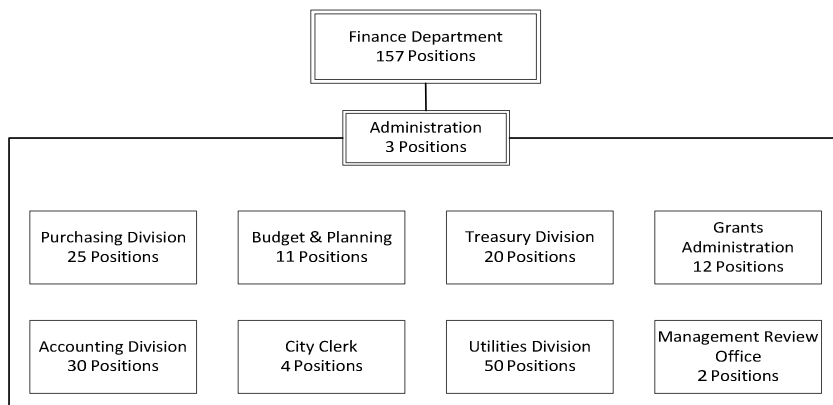 Finance Department
157 Positions
Administration
3 Positions
Purchasing Division
25 Positions
Budget & Planning
11 Positions
Treasury Division
20 Positions
Grants
Administration
12 Positions
Accounting Division
30 Positions
City Clerk
4 Positions
Utilities Division
50 Positions
Management Review
Office
2 Positions